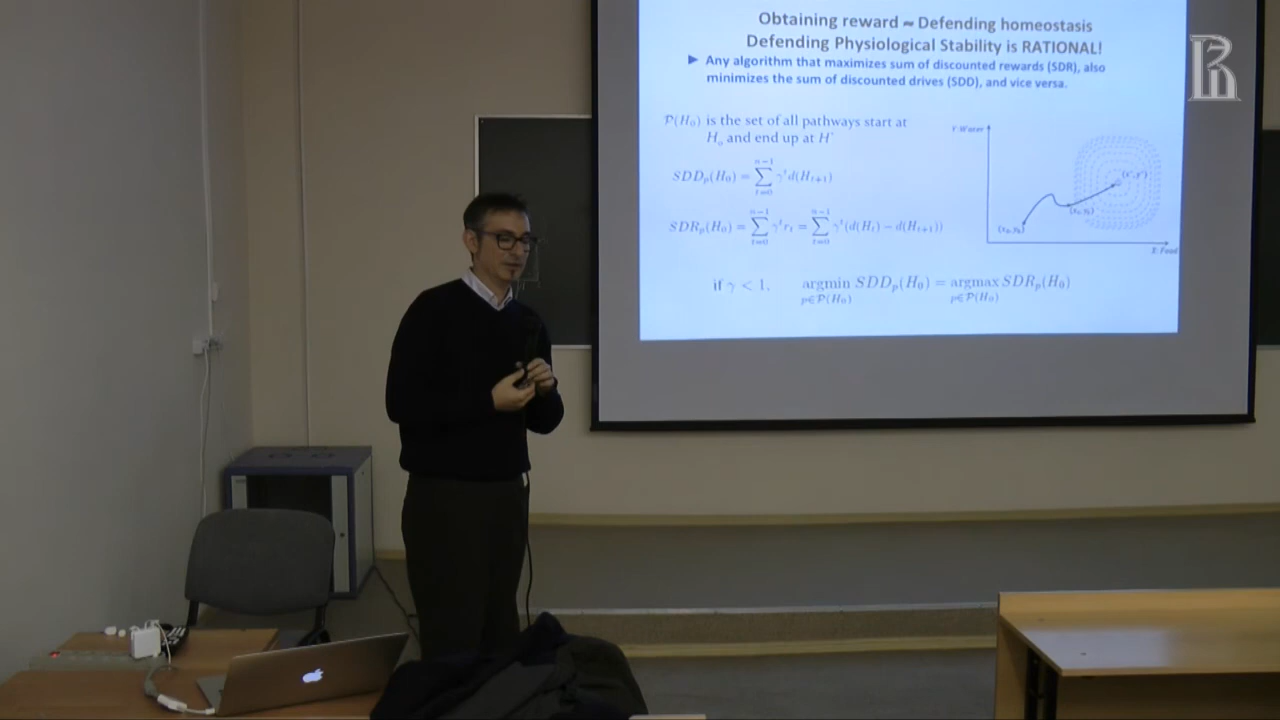 Obtaining reward ≈ Defending homeostasis
Defending Physiological Stability is RATIONAL!
► Any algorithm that maximizes sum of discounted rewards (SDR), also
minimizes the sum of discounted drives (SDD), and vice versa.
P(H₀) is the set of all pathways start at
H₀ and end up at H*
SDDₚ(H₀) = ∑ₜ₌₀ⁿ⁻¹ γᵗd(Hₜ₊₁)
SDRₚ(H₀) = ∑ₜ₌₀ⁿ⁻¹ γᵗrₜ = ∑ₜ₌₀ⁿ⁻¹ γᵗ(d(Hₜ) − d(Hₜ₊₁))
if γ < 1, argmin SDDₚ(H₀) = argmax SDRₚ(H₀)
p∈P(H₀) p∈P(H₀)
Y: Water
(x*, y*)
(x₀, y₀)
X: Food